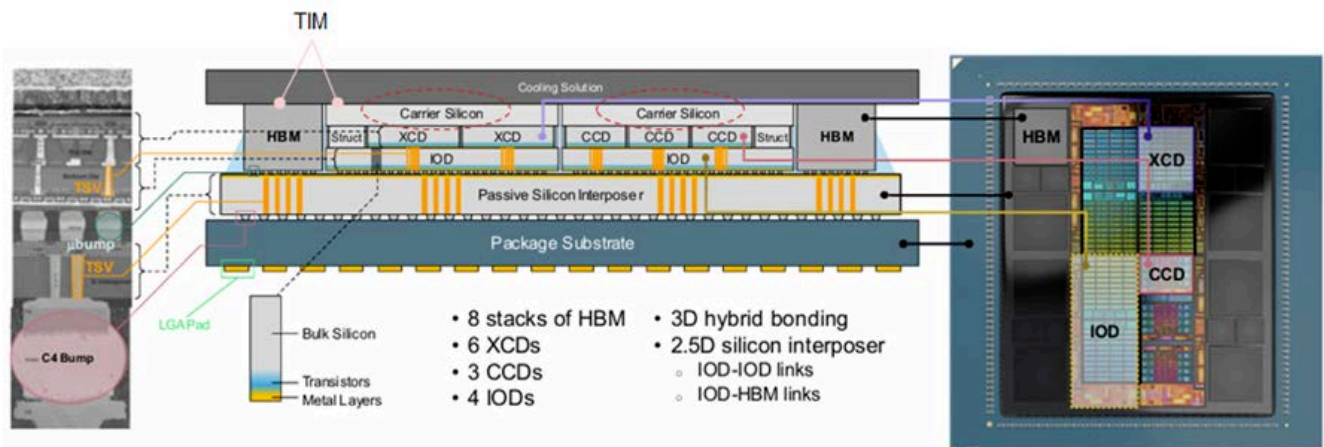 TIM
Cooling Solution
Carrier Silicon
Carrier Silicon
HBM
Struct
XCD
XCD
CCD
CCD
CCD
Struct
HBM
IOD
IOD
TSV
Passive Silicon Interposer
μbump
TSV
Package Substrate
LGA Pad
C4 Bump
Bulk Silicon
Transistors
Metal Layers
• 8 stacks of HBM
• 6 XCDs
• 3 CCDs
• 4 IODs
• 3D hybrid bonding
• 2.5D silicon interposer
○ IOD-IOD links
○ IOD-HBM links
HBM
XCD
CCD
IOD